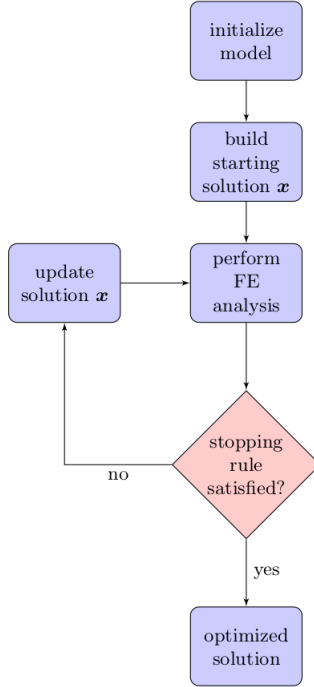 initialize
model
build
starting
solution x
update
solution x
perform
FE
analysis
stopping
rule
satisfied?
no
yes
optimized
solution